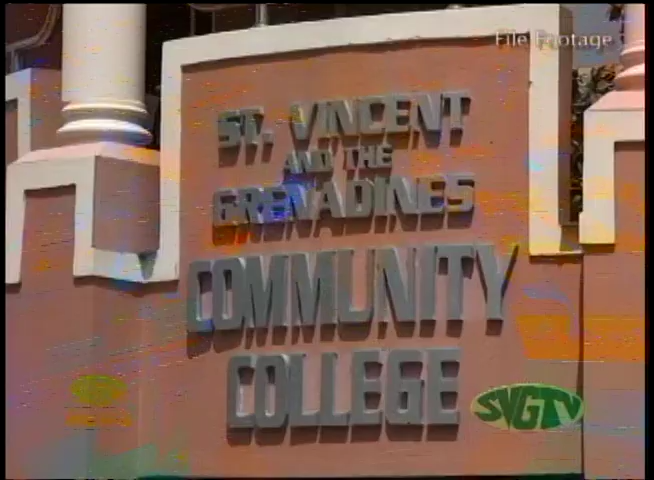 File Footage
ST. VINCENT
AND THE
GRENADINES
COMMUNITY
COLLEGE
SVGTV